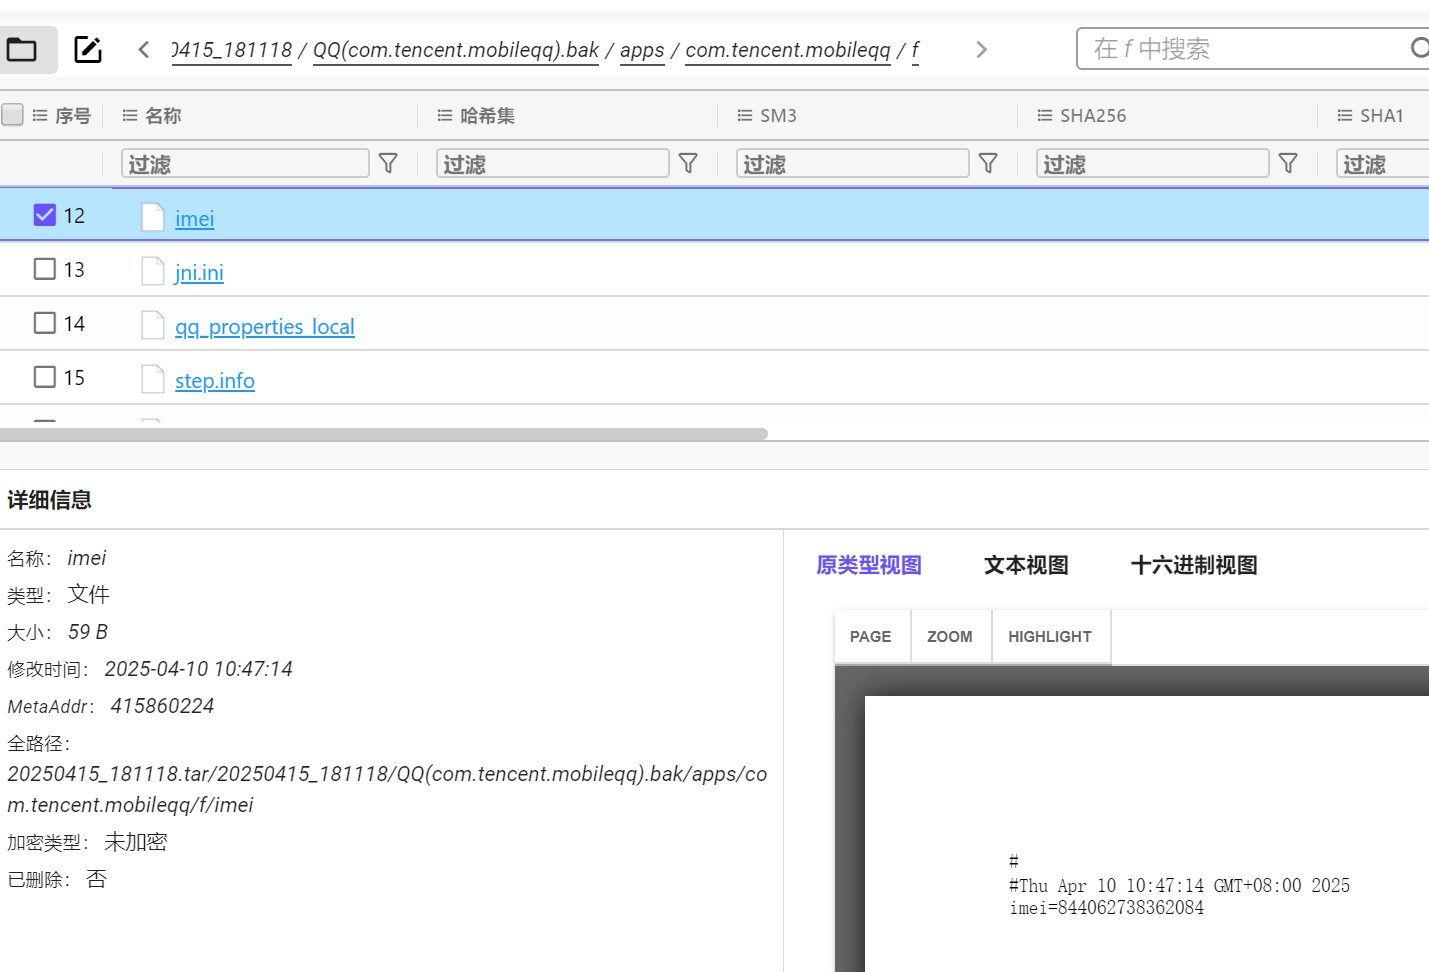 0415_181118 / QQ(com.tencent.mobileqq).bak / apps / com.tencent.mobileqq / f
在 f 中搜索
序号 名称 哈希集 SM3 SHA256 SHA1
过滤 过滤 过滤 过滤 过滤
12 imei
13 jni.ini
14 qq_properties_local
15 step.info
详细信息
名称： imei
类型： 文件
大小： 59 B
修改时间： 2025-04-10 10:47:14
MetaAddr： 415860224
全路径：
20250415_181118.tar/20250415_181118/QQ(com.tencent.mobileqq).bak/apps/co
m.tencent.mobileqq/f/imei
加密类型： 未加密
已删除： 否
原类型视图 文本视图 十六进制视图
PAGE ZOOM HIGHLIGHT
#
#Thu Apr 10 10:47:14 GMT+08:00 2025
imei=844062738362084